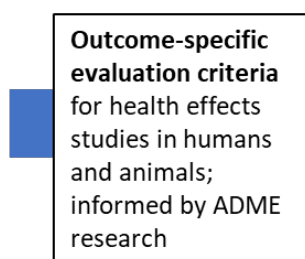 Outcome-specific
evaluation criteria
for health effects
studies in humans
and animals;
informed by ADME
research